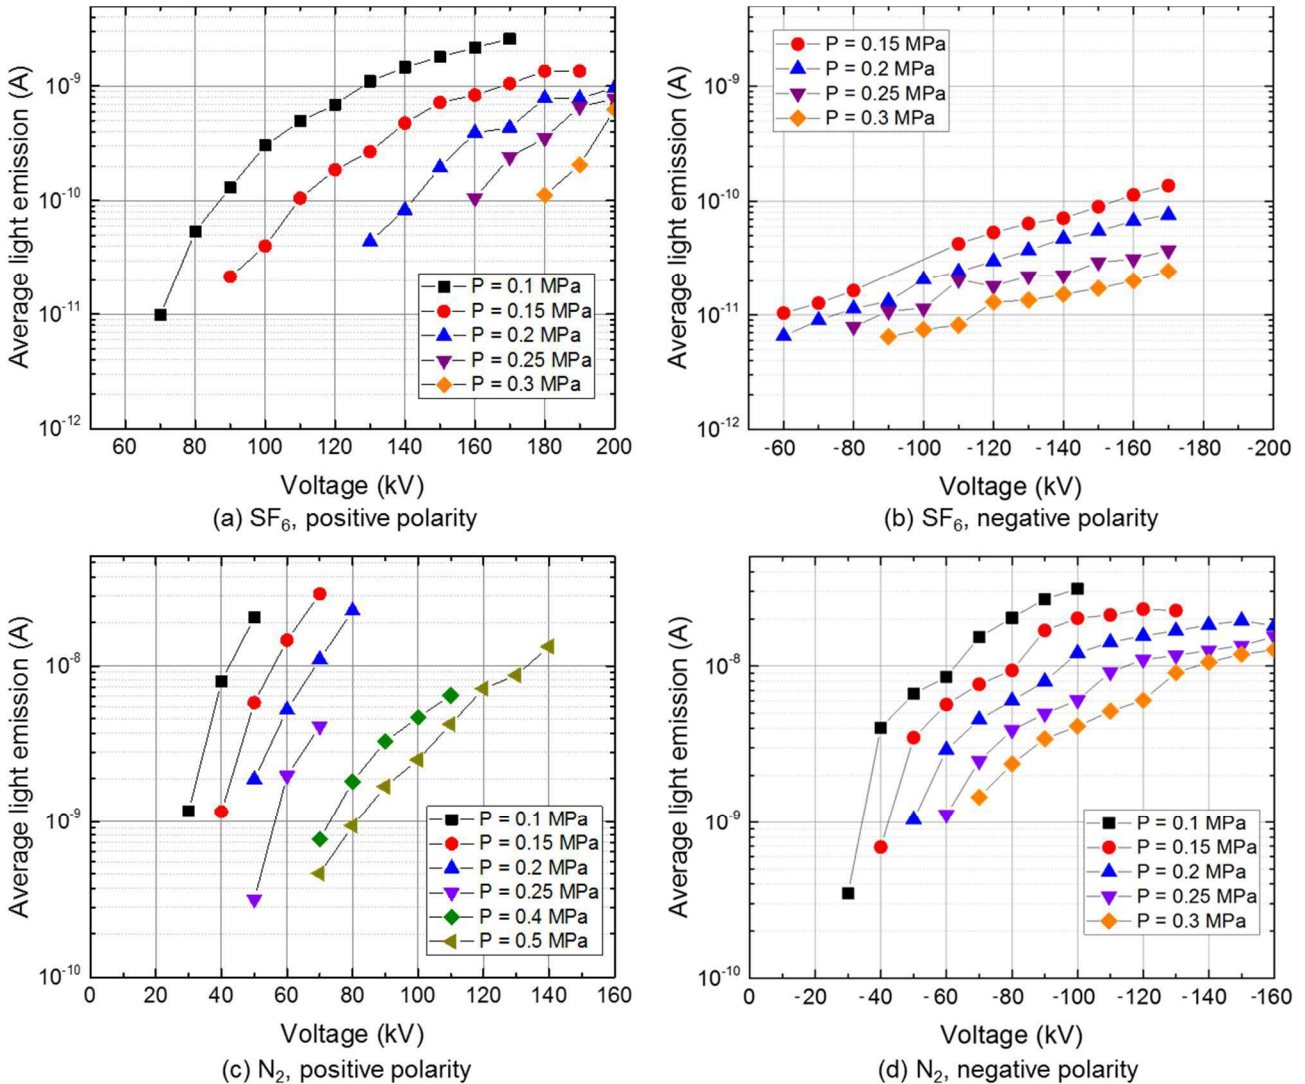 Average light emission (A)
10⁻⁹
10⁻¹⁰
10⁻¹¹
10⁻¹²
P = 0.1 MPa
P = 0.15 MPa
P = 0.2 MPa
P = 0.25 MPa
P = 0.3 MPa
60 80 100 120 140 160 180 200
Voltage (kV)
(a) SF₆, positive polarity
Average light emission (A)
10⁻⁹
10⁻¹⁰
10⁻¹¹
10⁻¹²
P = 0.15 MPa
P = 0.2 MPa
P = 0.25 MPa
P = 0.3 MPa
-60 -80 -100 -120 -140 -160 -180 -200
Voltage (kV)
(b) SF₆, negative polarity
Average light emission (A)
10⁻⁸
10⁻⁹
10⁻¹⁰
P = 0.1 MPa
P = 0.15 MPa
P = 0.2 MPa
P = 0.25 MPa
P = 0.4 MPa
P = 0.5 MPa
0 20 40 60 80 100 120 140 160
Voltage (kV)
(c) N₂, positive polarity
Average light emission (A)
10⁻⁸
10⁻⁹
10⁻¹⁰
P = 0.1 MPa
P = 0.15 MPa
P = 0.2 MPa
P = 0.25 MPa
P = 0.3 MPa
0 -20 -40 -60 -80 -100 -120 -140 -160
Voltage (kV)
(d) N₂, negative polarity